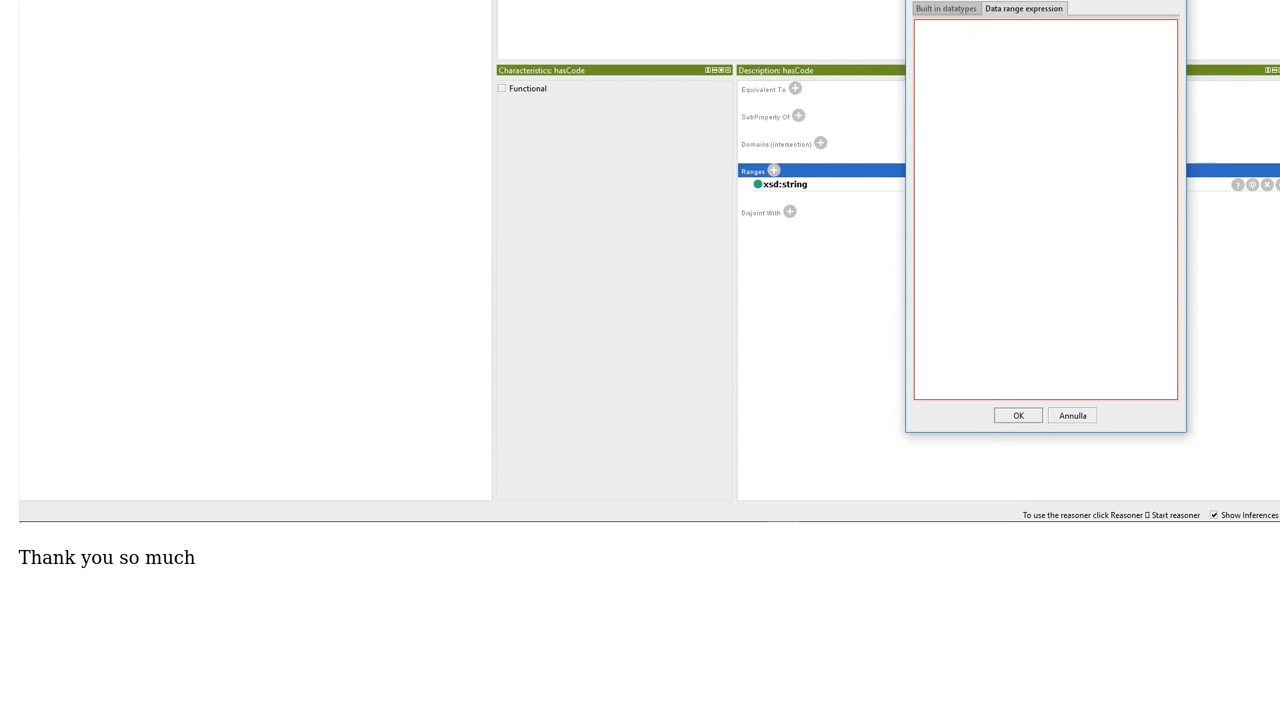 Built in datatypes Data range expression
Characteristics: hasCode
Description: hasCode
Functional
Equivalent To
SubProperty Of
Domains (intersection)
Ranges
xsd:string
Disjoint With
OK
Annulla
To use the reasoner click Reasoner Start reasoner
Show Inferences
Thank you so much